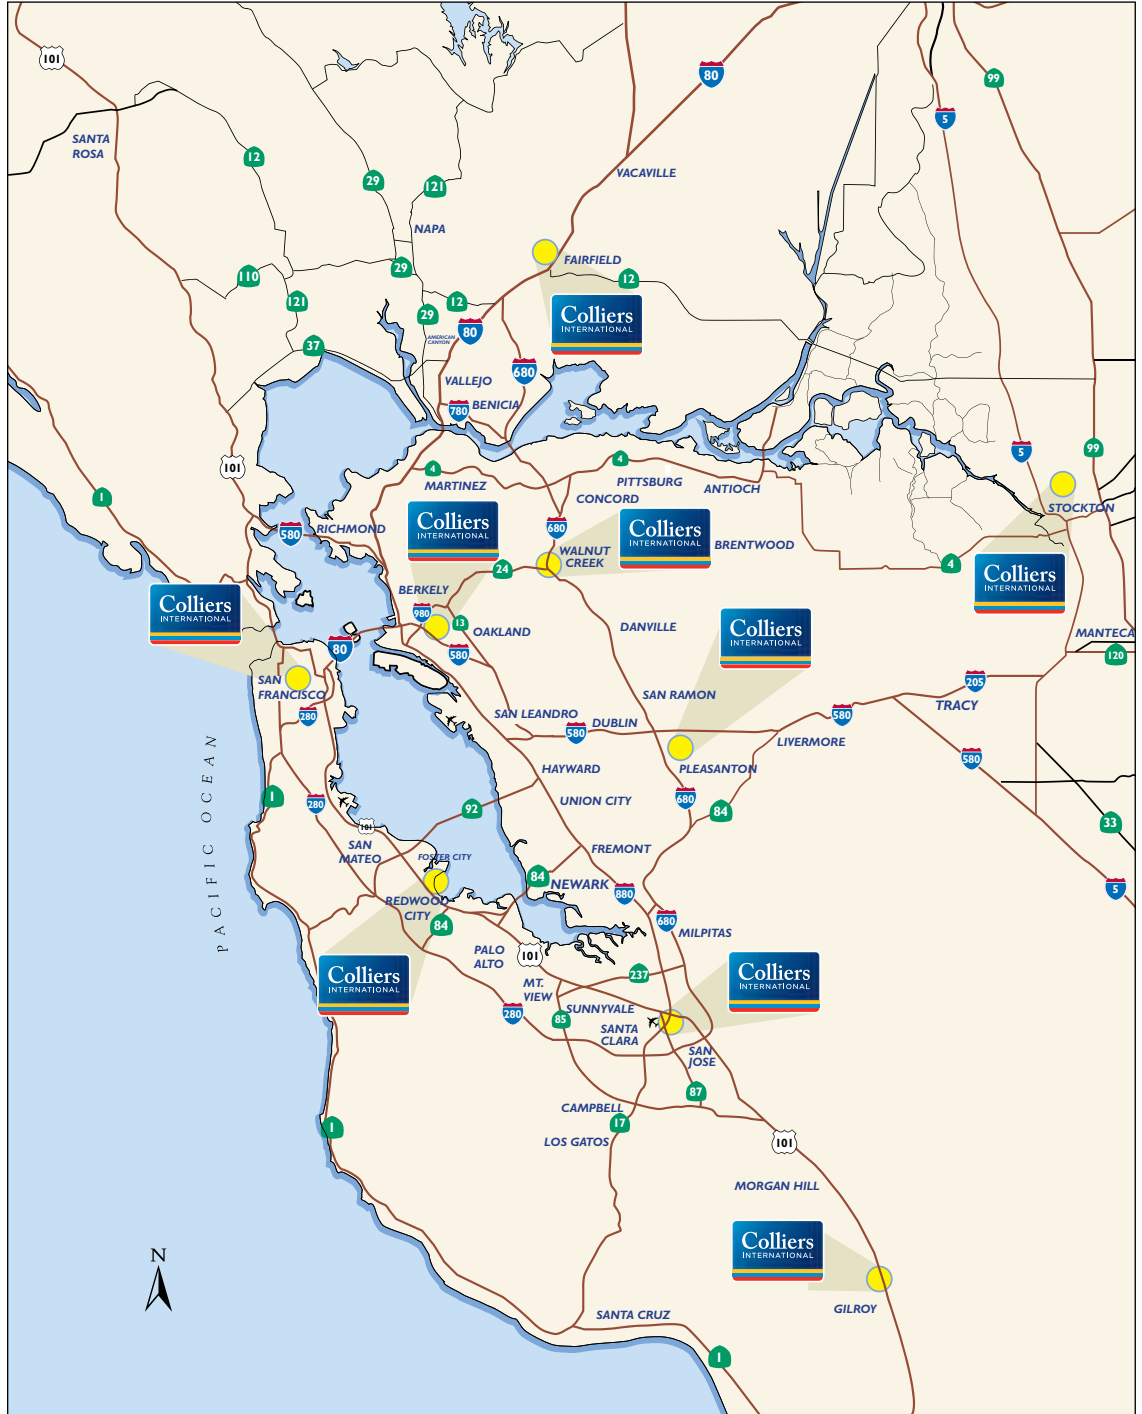 101
80
99
5
SANTA
ROSA
12
29
121
VACAVILLE
NAPA
FAIRFIELD
110
29
12
121
12
29
Colliers
INTERNATIONAL
AMERICAN
CANYON
80
37
680
VALLEJO
780
BENICIA
5
99
101
4
4
MARTINEZ
PITTSBURG
ANTIOCH
CONCORD
1
STOCKTON
Colliers
INTERNATIONAL
Colliers
INTERNATIONAL
580
RICHMOND
680
BRENTWOOD
WALNUT
CREEK
24
4
Colliers
INTERNATIONAL
BERKELY
Colliers
INTERNATIONAL
980
13
OAKLAND
DANVILLE
Colliers
INTERNATIONAL
MANTECA
80
580
120
SAN
FRANCISCO
205
SAN RAMON
TRACY
280
SAN LEANDRO
DUBLIN
580
580
LIVERMORE
580
PACIFIC OCEAN
HAYWARD
PLEASANTON
1
280
92
UNION CITY
680
84
33
101
SAN
MATEO
FOSTER CITY
FREMONT
84
NEWARK
880
5
REDWOOD
CITY
84
680
MILPITAS
PALO
ALTO
101
Colliers
INTERNATIONAL
237
Colliers
INTERNATIONAL
MT.
VIEW
280
SUNNYVALE
85
SANTA
CLARA
SAN
JOSE
87
CAMPBELL
17
1
LOS GATOS
101
MORGAN HILL
Colliers
INTERNATIONAL
N
GILROY
SANTA CRUZ
1